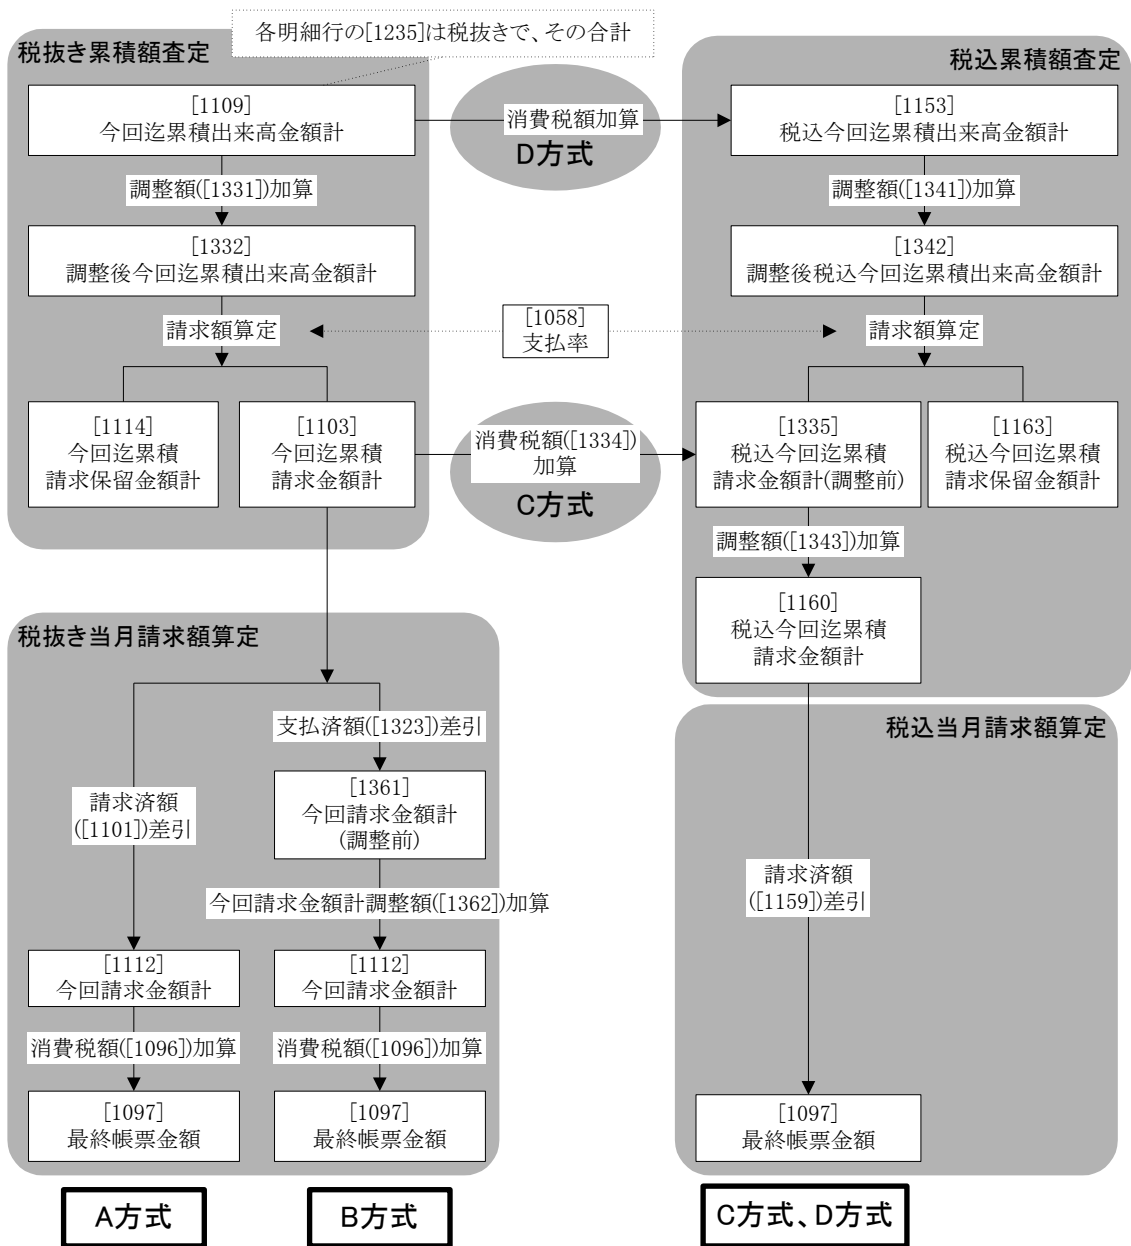 各明細行の[1235]は税抜きで、その合計
税抜き累積額査定
税込累積額査定
[1109]
今回迄累積出来高金額計
消費税額加算
D方式
[1153]
税込今回迄累積出来高金額計
調整額([1331])加算
調整額([1341])加算
[1332]
調整後今回迄累積出来高金額計
[1342]
調整後税込今回迄累積出来高金額計
請求額算定
[1058]
支払率
請求額算定
[1114]
今回迄累積
請求保留金額計
[1103]
今回迄累積
請求金額計
消費税額([1334])
加算
C方式
[1335]
税込今回迄累積
請求金額計(調整前)
[1163]
税込今回迄累積
請求保留金額計
調整額([1343])加算
[1160]
税込今回迄累積
請求金額計
税抜き当月請求額算定
税込当月請求額算定
支払済額([1323])差引
[1361]
今回請求金額計
(調整前)
請求済額
([1101])差引
今回請求金額計調整額([1362])加算
請求済額
([1159])差引
[1112]
今回請求金額計
[1112]
今回請求金額計
消費税額([1096])加算
消費税額([1096])加算
[1097]
最終帳票金額
[1097]
最終帳票金額
[1097]
最終帳票金額
A方式
B方式
C方式、D方式